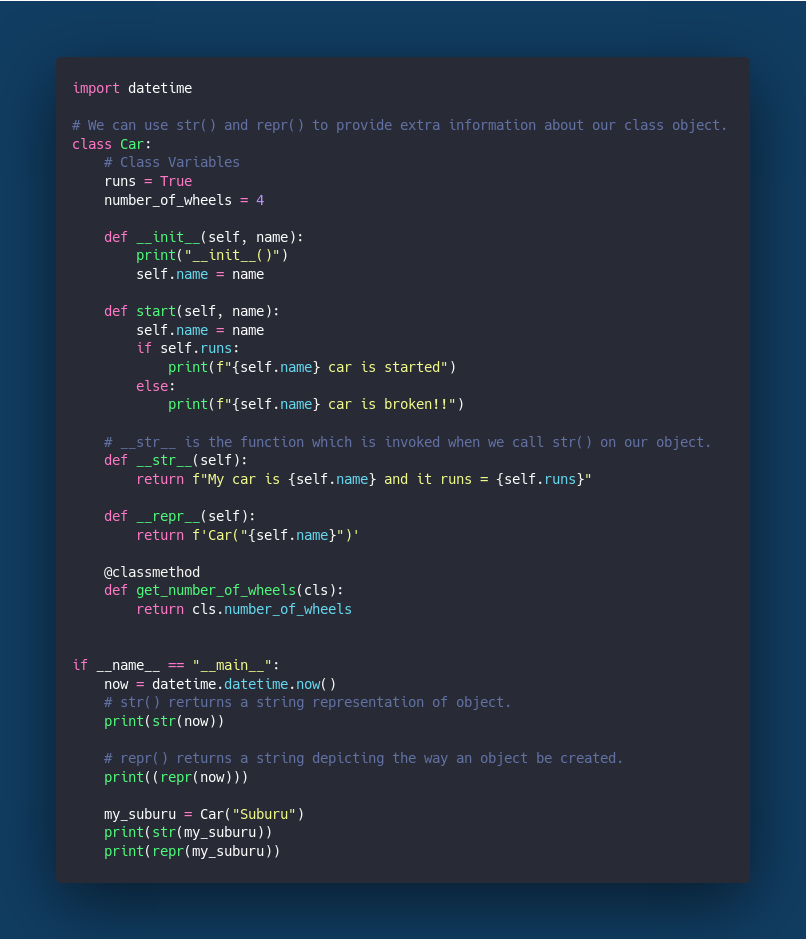 import datetime

# We can use str() and repr() to provide extra information about our class object.
class Car:
    # Class Variables
    runs = True
    number_of_wheels = 4

    def __init__(self, name):
        print("__init__()")
        self.name = name

    def start(self, name):
        self.name = name
        if self.runs:
            print(f"{self.name} car is started")
        else:
            print(f"{self.name} car is broken!!")

    # __str__ is the function which is invoked when we call str() on our object.
    def __str__(self):
        return f"My car is {self.name} and it runs = {self.runs}"

    def __repr__(self):
        return f'Car("{self.name}")'

    @classmethod
    def get_number_of_wheels(cls):
        return cls.number_of_wheels


if __name__ == "__main__":
    now = datetime.datetime.now()
    # str() rerturns a string representation of object.
    print(str(now))

    # repr() returns a string depicting the way an object be created.
    print((repr(now)))

    my_suburu = Car("Suburu")
    print(str(my_suburu))
    print(repr(my_suburu))